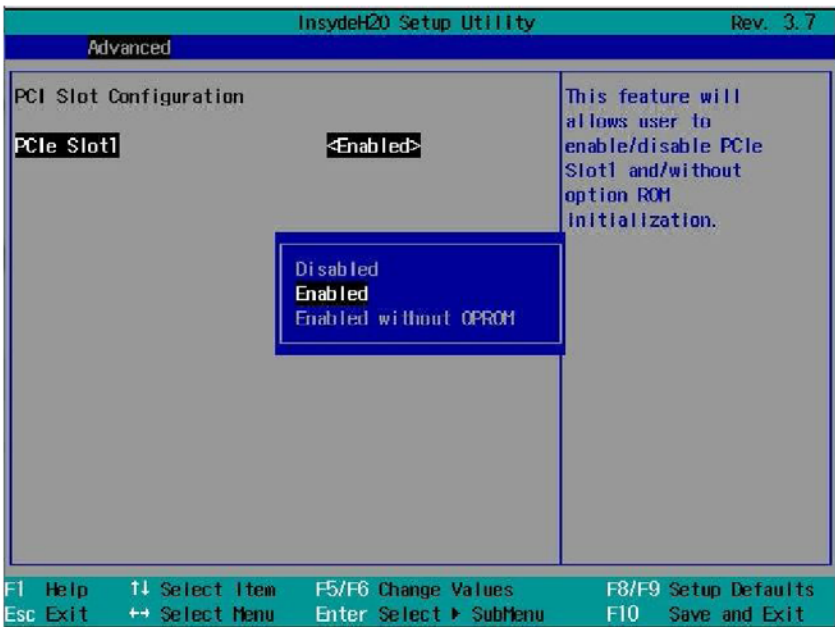 InsydeH20 Setup Utility Rev. 3.7
Advanced
PCI Slot Configuration
PCIe Slot1 <Enabled>
This feature will
allows user to
enable/disable PCIe
Slot1 and/without
option ROM
initialization.
Disabled
Enabled
Enabled without OPROM
F1 Help ↑↓ Select Item F5/F6 Change Values F8/F9 Setup Defaults
Esc Exit ↔ Select Menu Enter Select ▶ SubMenu F10 Save and Exit